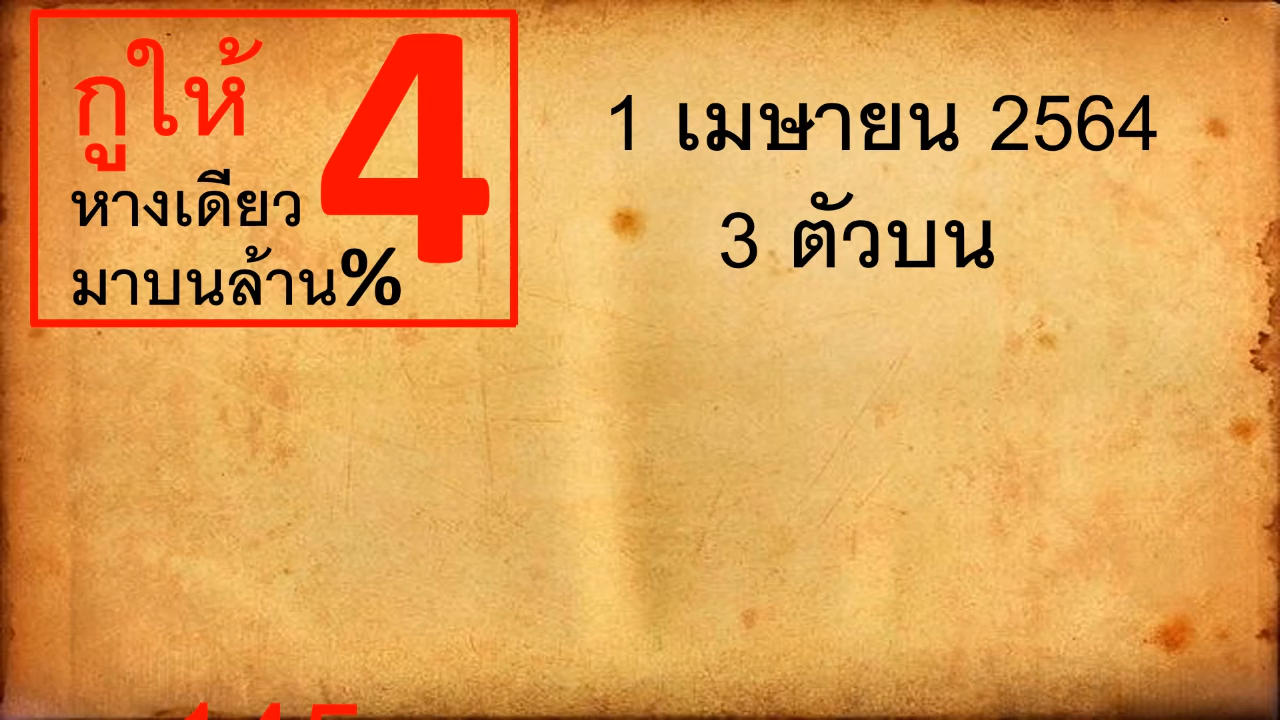 กูให้ 4
หางเดียว
มาบนล้าน%
1 เมษายน 2564
3 ตัวบน